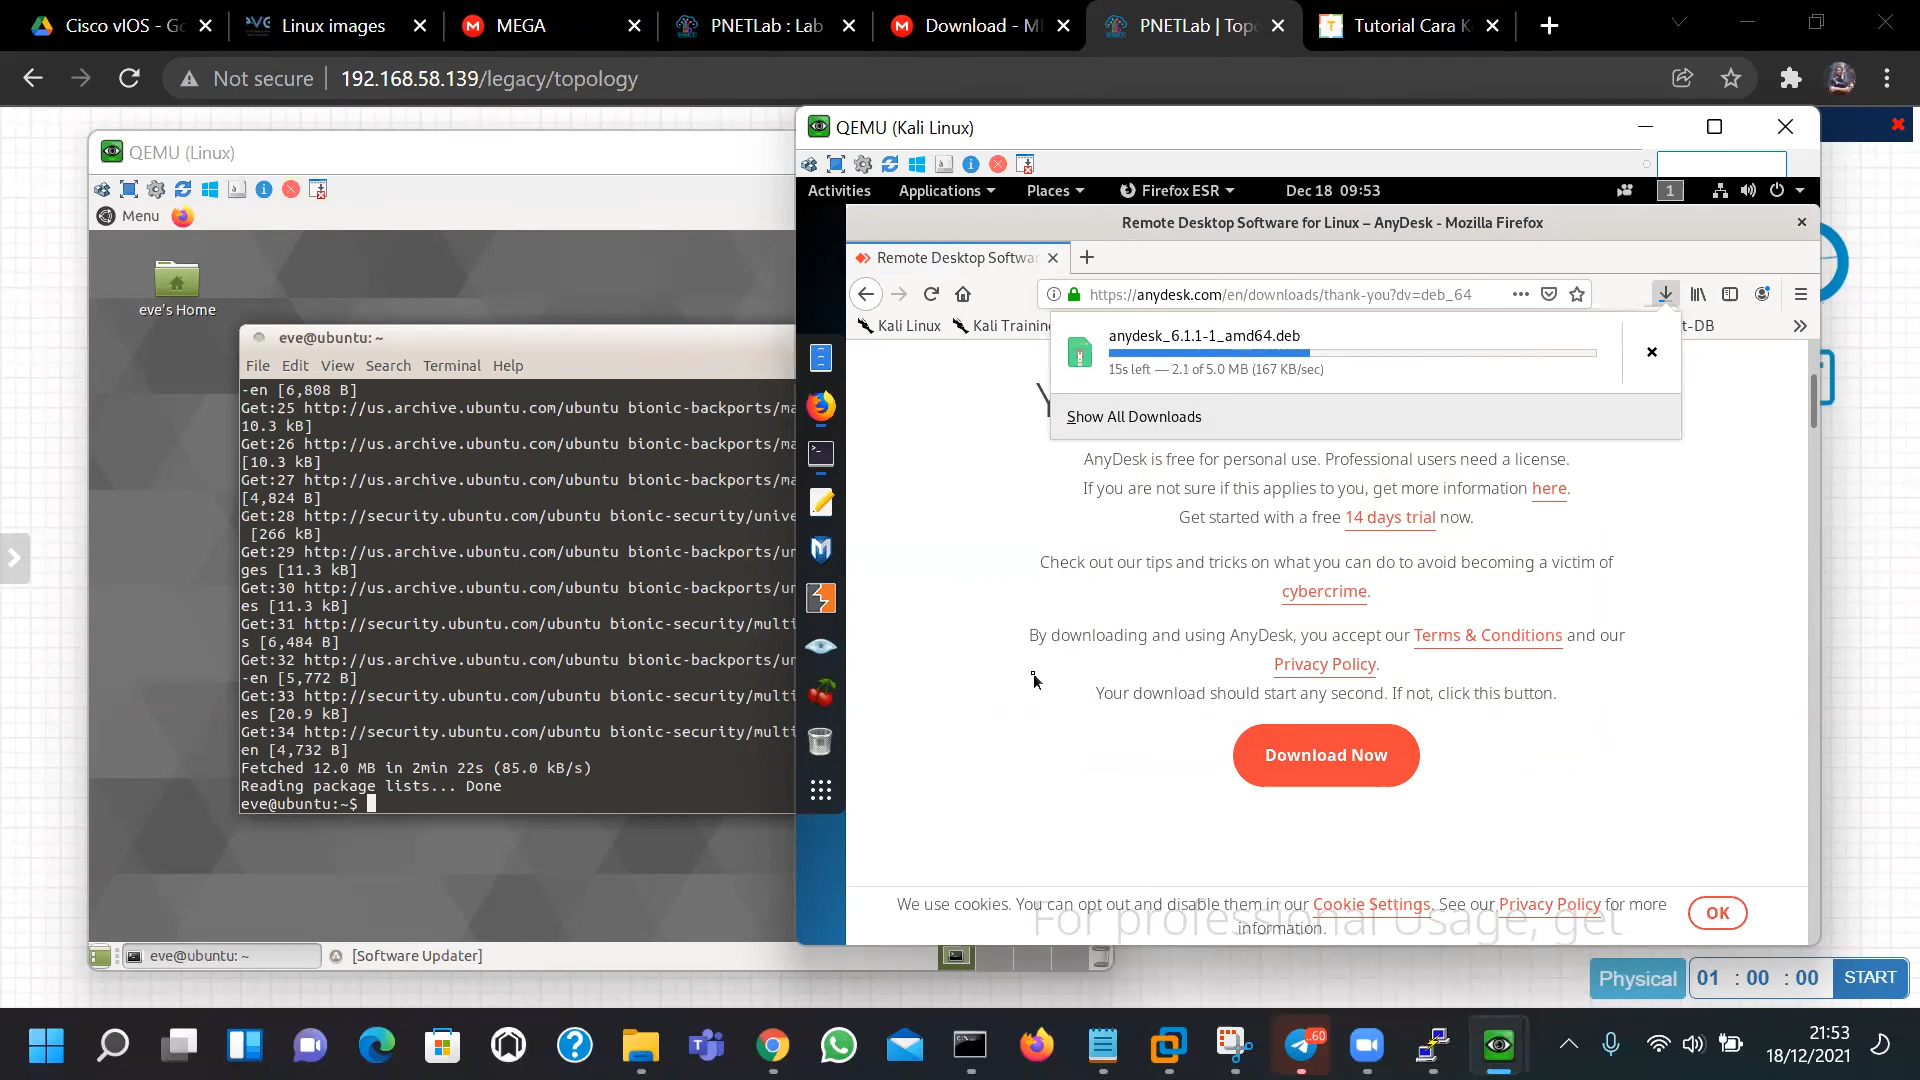 Cisco vIOS - Go
Linux images
MEGA
PNETLab : Lab
Download - M
PNETLab | Topo
Tutorial Cara K
Not secure
192.168.58.139/legacy/topology
QEMU (Linux)
Menu
eve's Home
eve@ubuntu: ~
File Edit View Search Terminal Help
-en [6,808 B]
Get:25 http://us.archive.ubuntu.com/ubuntu bionic-backports/ma
10.3 kB]
Get:26 http://us.archive.ubuntu.com/ubuntu bionic-backports/ma
[10.3 kB]
Get:27 http://us.archive.ubuntu.com/ubuntu bionic-backports/ma
[4,824 B]
Get:28 http://security.ubuntu.com/ubuntu bionic-security/unive
[266 kB]
Get:29 http://us.archive.ubuntu.com/ubuntu bionic-backports/un
ges [11.3 kB]
Get:30 http://us.archive.ubuntu.com/ubuntu bionic-backports/un
es [11.3 kB]
Get:31 http://security.ubuntu.com/ubuntu bionic-security/multi
s [6,484 B]
Get:32 http://us.archive.ubuntu.com/ubuntu bionic-backports/un
-en [5,772 B]
Get:33 http://security.ubuntu.com/ubuntu bionic-security/multi
es [20.9 kB]
Get:34 http://security.ubuntu.com/ubuntu bionic-security/multi
en [4,732 B]
Fetched 12.0 MB in 2min 22s (85.0 kB/s)
Reading package lists... Done
eve@ubuntu:~$
eve@ubuntu: ~
[Software Updater]
QEMU (Kali Linux)
Activities Applications Places Firefox ESR Dec 18 09:53 1
Remote Desktop Software for Linux – AnyDesk - Mozilla Firefox
Remote Desktop Softwa
https://anydesk.com/en/downloads/thank-you?dv=deb_64
Kali Linux Kali Training
t-DB
anydesk_6.1.1-1_amd64.deb
15s left — 2.1 of 5.0 MB (167 KB/sec)
Show All Downloads
AnyDesk is free for personal use. Professional users need a license.
If you are not sure if this applies to you, get more information here.
Get started with a free 14 days trial now.
Check out our tips and tricks on what you can do to avoid becoming a victim of
cybercrime.
By downloading and using AnyDesk, you accept our Terms & Conditions and our
Privacy Policy.
Your download should start any second. If not, click this button.
Download Now
For professional usage, get
We use cookies. You can opt out and disable them in our Cookie Settings. See our Privacy Policy for more
information.
OK
Physical 01 : 00 : 00 START
60
21:53
18/12/2021